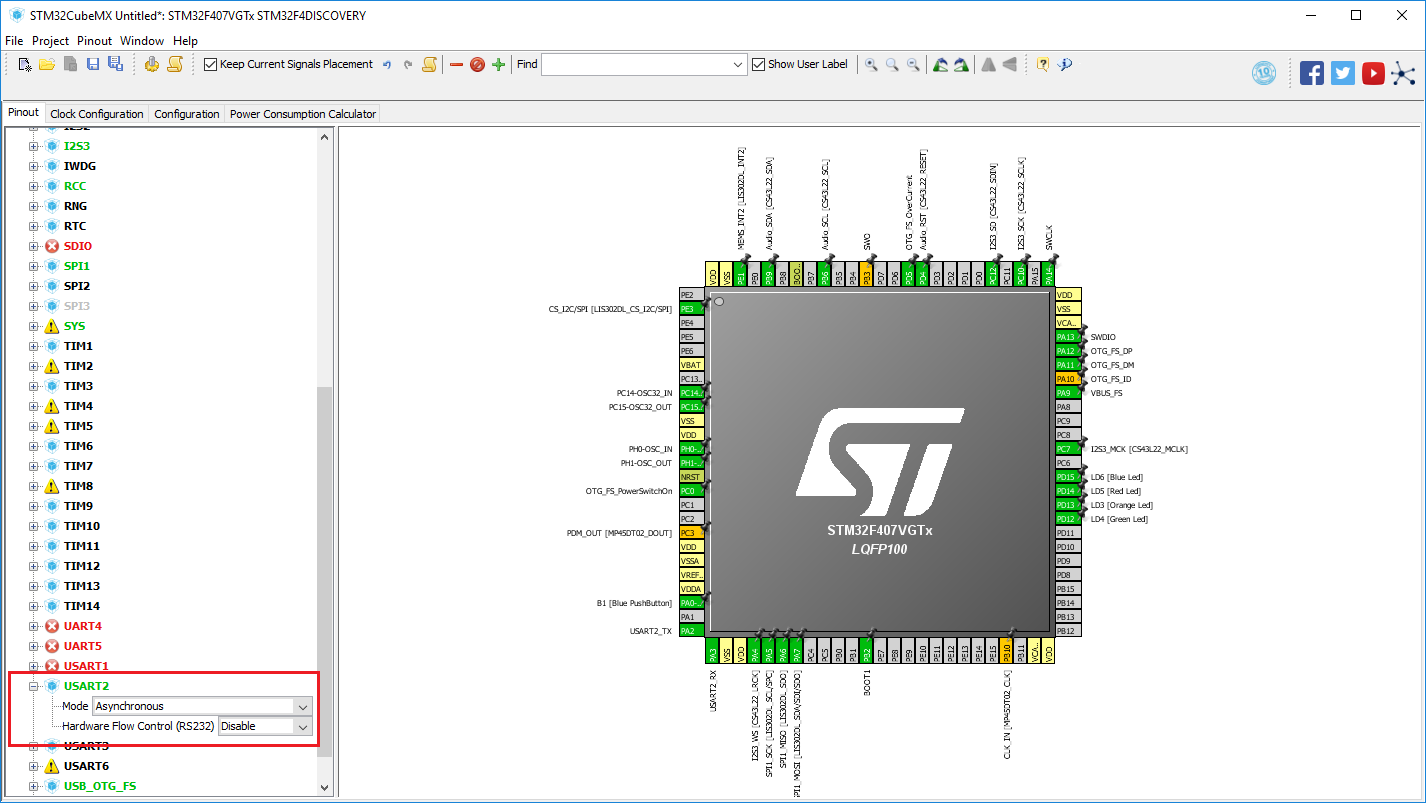 STM32CubeMX Untitled*: STM32F407VGTx STM32F4DISCOVERY
File Project Pinout Window Help
Keep Current Signals Placement
Find
Show User Label
10
Pinout Clock Configuration Configuration Power Consumption Calculator
I2S2
I2S3
IWDG
RCC
RNG
RTC
SDIO
SPI1
SPI2
SPI3
SYS
TIM1
TIM2
TIM3
TIM4
TIM5
TIM6
TIM7
TIM8
TIM9
TIM10
TIM11
TIM12
TIM13
TIM14
UART4
UART5
USART1
USART2
Mode Asynchronous
Hardware Flow Control (RS232) Disable
USART3
USART6
USB_OTG_FS
MEMS_INT2 [LIS302DL_INT2]
Audio_SDA [CS43L22_SDA]
Audio_SCL [CS43L22_SCL]
SWO
OTG_FS_OverCurrent
Audio_RST [CS43L22_RESET]
I2S3_SD [CS43L22_SDIN]
I2S3_SCK [CS43L22_SCLK]
SWCLK
VDD VSS PE1 PE0 PB9 PB8 BOO.. PB7 PB6 PB5 PB4 PB3 PD7 PD6 PD5 PD4 PD3 PD2 PD1 PD0 PC12 PC11 PC10 PA15 PA14
PE2
CS_I2C/SPI [LIS302DL_CS_I2C/SPI] PE3
PE4
PE5
PE6
VBAT
PC13..
PC14-OSC32_IN PC14..
PC15-OSC32_OUT PC15..
VSS
VDD
PH0-OSC_IN PH0-..
PH1-OSC_OUT PH1-..
NRST
OTG_FS_PowerSwitchOn PC0
PC1
PC2
PDM_OUT [MP45DT02_DOUT] PC3
VDD
VSSA
VREF..
VDDA
B1 [Blue PushButton] PA0-..
PA1
USART2_TX PA2
STM32F407VGTx
LQFP100
VDD
VSS
VCA..
PA13 SWDIO
PA12 OTG_FS_DP
PA11 OTG_FS_DM
PA10 OTG_FS_ID
PA9 VBUS_FS
PA8
PC9
PC8
PC7 I2S3_MCK [CS43L22_MCLK]
PC6
PD15 LD6 [Blue Led]
PD14 LD5 [Red Led]
PD13 LD3 [Orange Led]
PD12 LD4 [Green Led]
PD11
PD10
PD9
PD8
PB15
PB14
PB13
PB12
PA3 VSS VDD PA4 PA5 PA6 PA7 PC4 PC5 PB0 PB1 PB2 PE7 PE8 PE9 PE10 PE11 PE12 PE13 PE14 PE15 PB10 PB11 VCA.. VDD
USART2_RX
I2S3_WS [CS43L22_LRCK]
SPI1_SCK [LIS302DL_SCL/SPC]
SPI1_MISO [LIS302DL_SDO]
SPI1_MOSI [LIS302DL_SDA/SDI/SDO]
BOOT1
CLK_IN [MP45DT02_CLK]